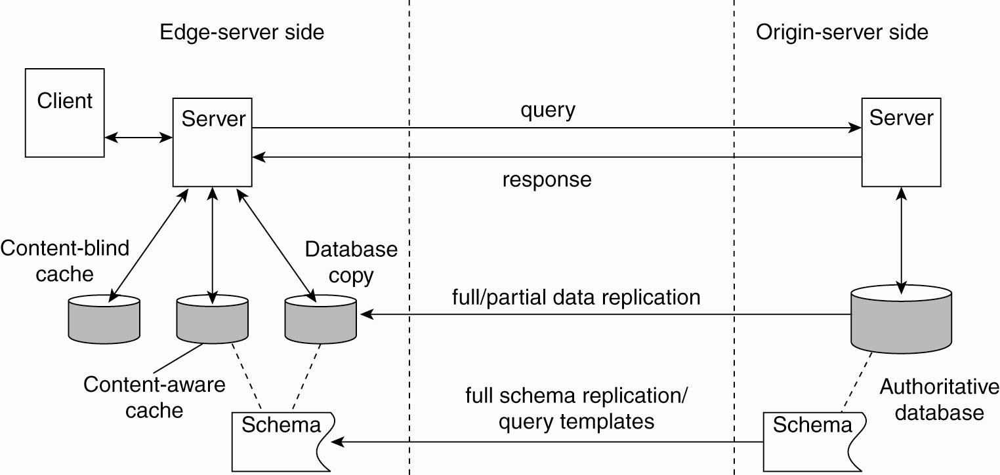 Edge-server side
Origin-server side
Client
Server
query
Server
response
Content-blind
cache
Database
copy
full/partial data replication
Content-aware
cache
full schema replication/
query templates
Authoritative
database
Schema
Schema